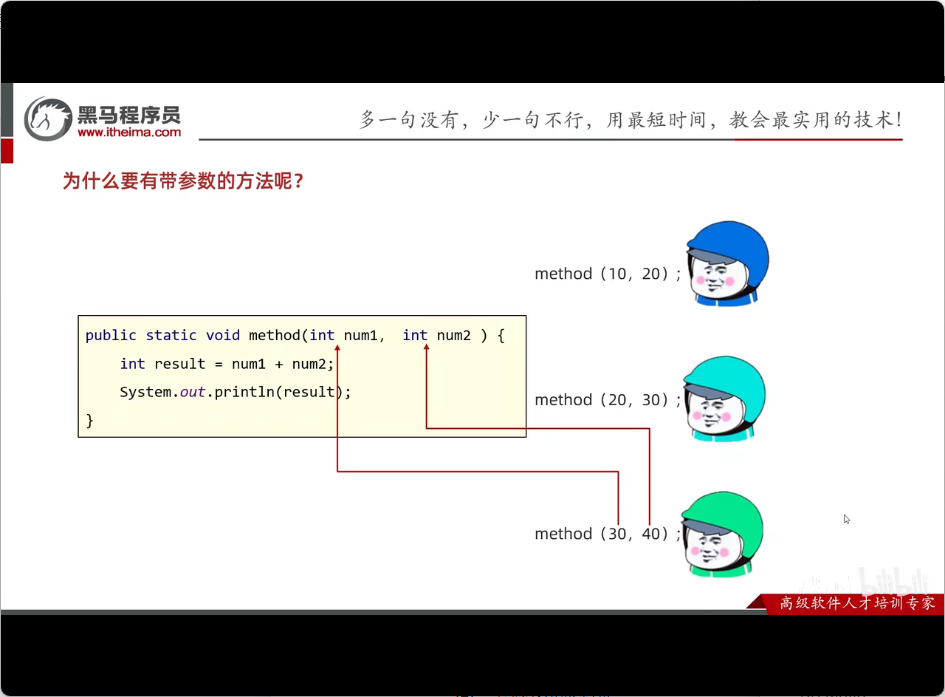 黑马程序员
www.itheima.com
多一句没有，少一句不行，用最短时间，教会最实用的技术！
为什么要有带参数的方法呢？
method（10，20）;
public static void method(int num1,  int num2 ) {
int result = num1 + num2;
System.out.println(result);
}
method（20，30）;
method（30，40）;
bilibili
高级软件人才培训专家